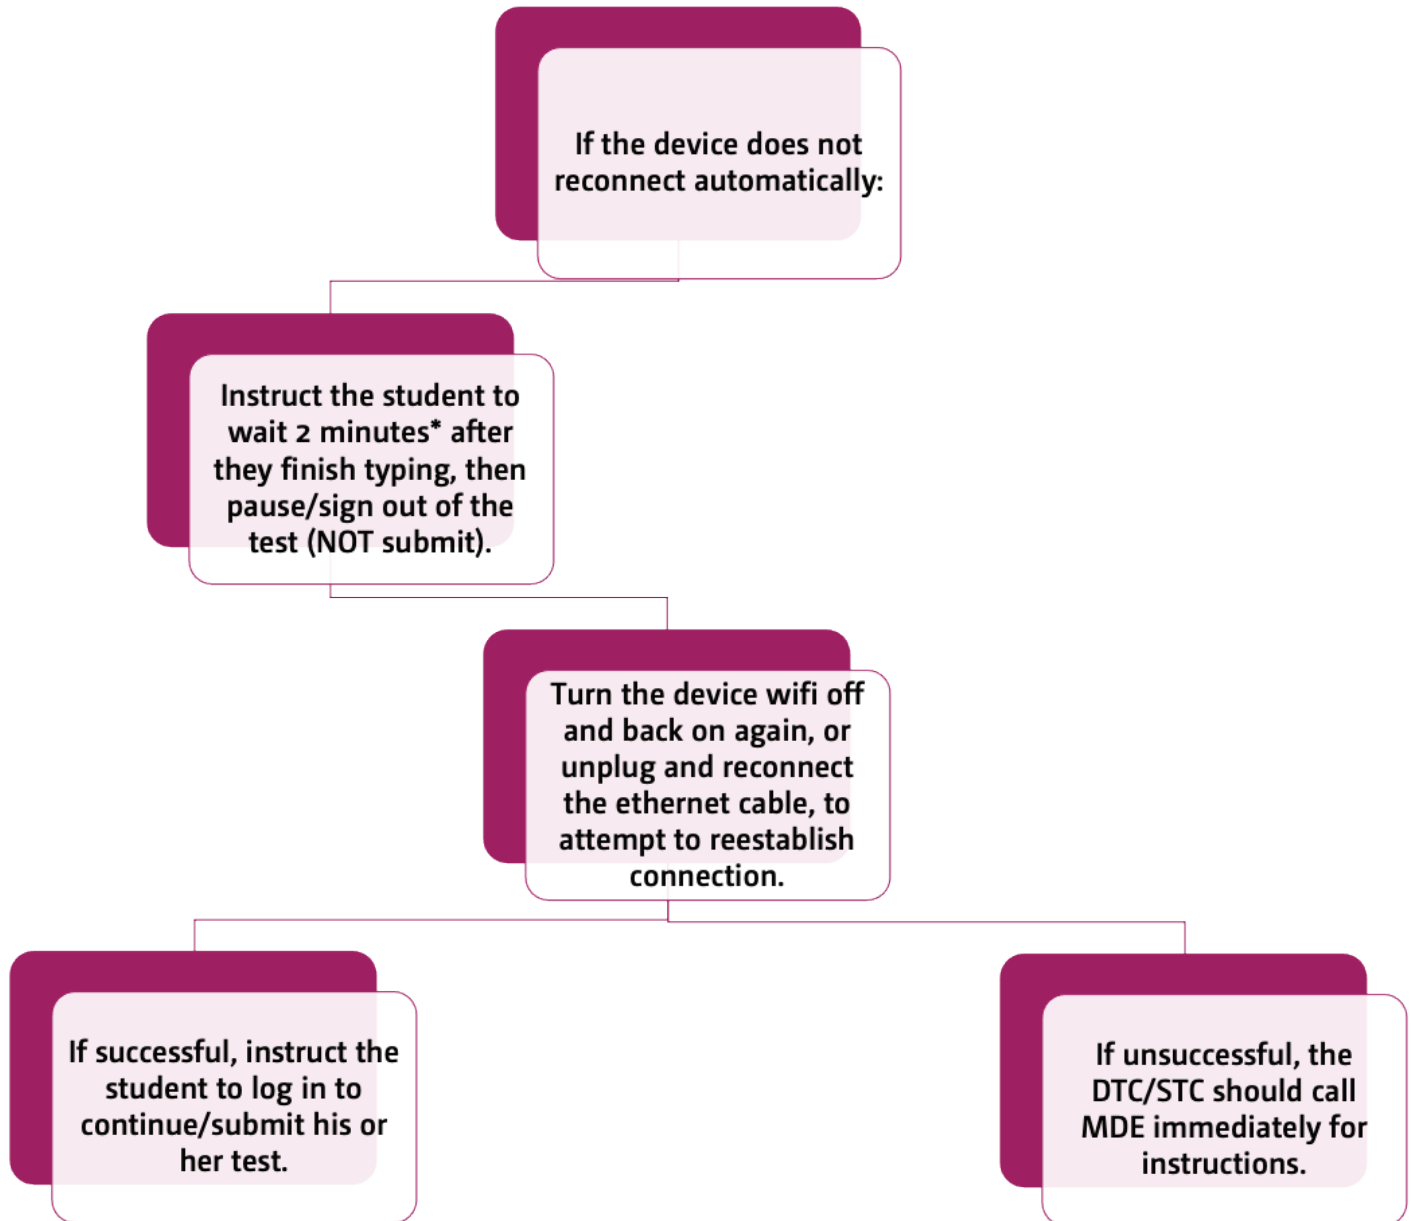 If the device does not
reconnect automatically:
Instruct the student to
wait 2 minutes* after
they finish typing, then
pause/sign out of the
test (NOT submit).
Turn the device wifi off
and back on again, or
unplug and reconnect
the ethernet cable, to
attempt to reestablish
connection.
If successful, instruct the
student to log in to
continue/submit his or
her test.
If unsuccessful, the
DTC/STC should call
MDE immediately for
instructions.